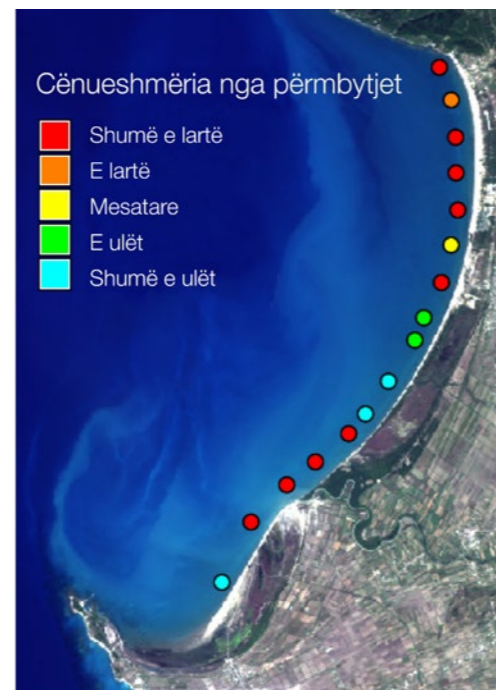 Cënueshmëria nga përmbytjet
Shumë e lartë
E lartë
Mesatare
E ulët
Shumë e ulët